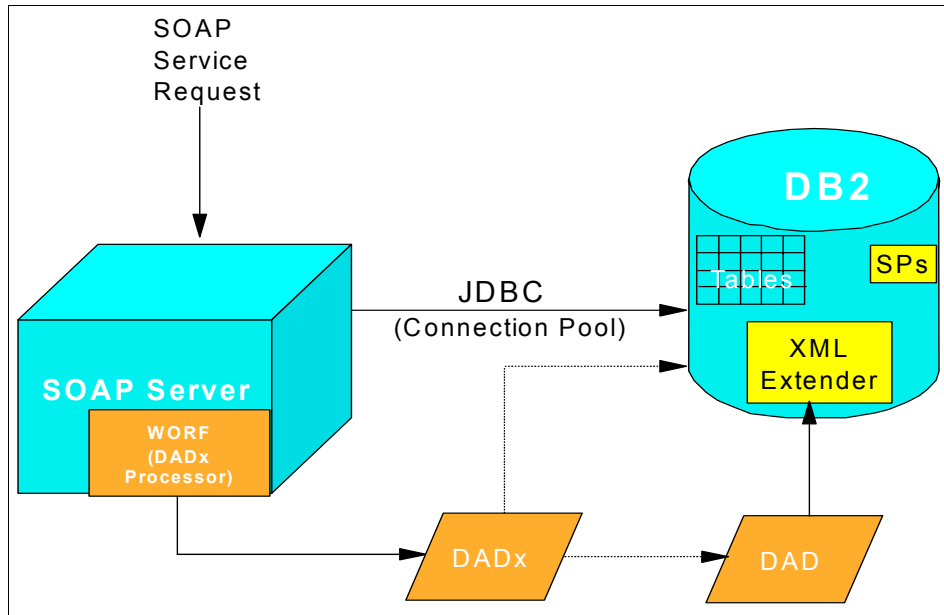 SOAP
Service
Request
DB2
Tables
SPs
JDBC
(Connection Pool)
XML
Extender
SOAP Server
WORF
(DADx
Processor)
DADx
DAD